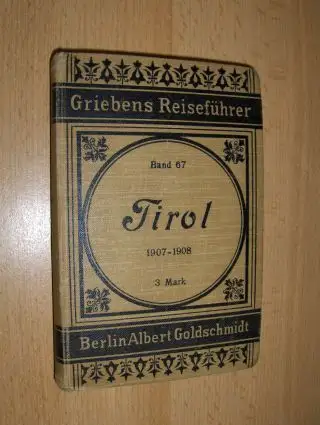 Griebens Reiseführer
Band 67
Tirol
1907-1908
3 Mark
Berlin Albert Goldschmidt